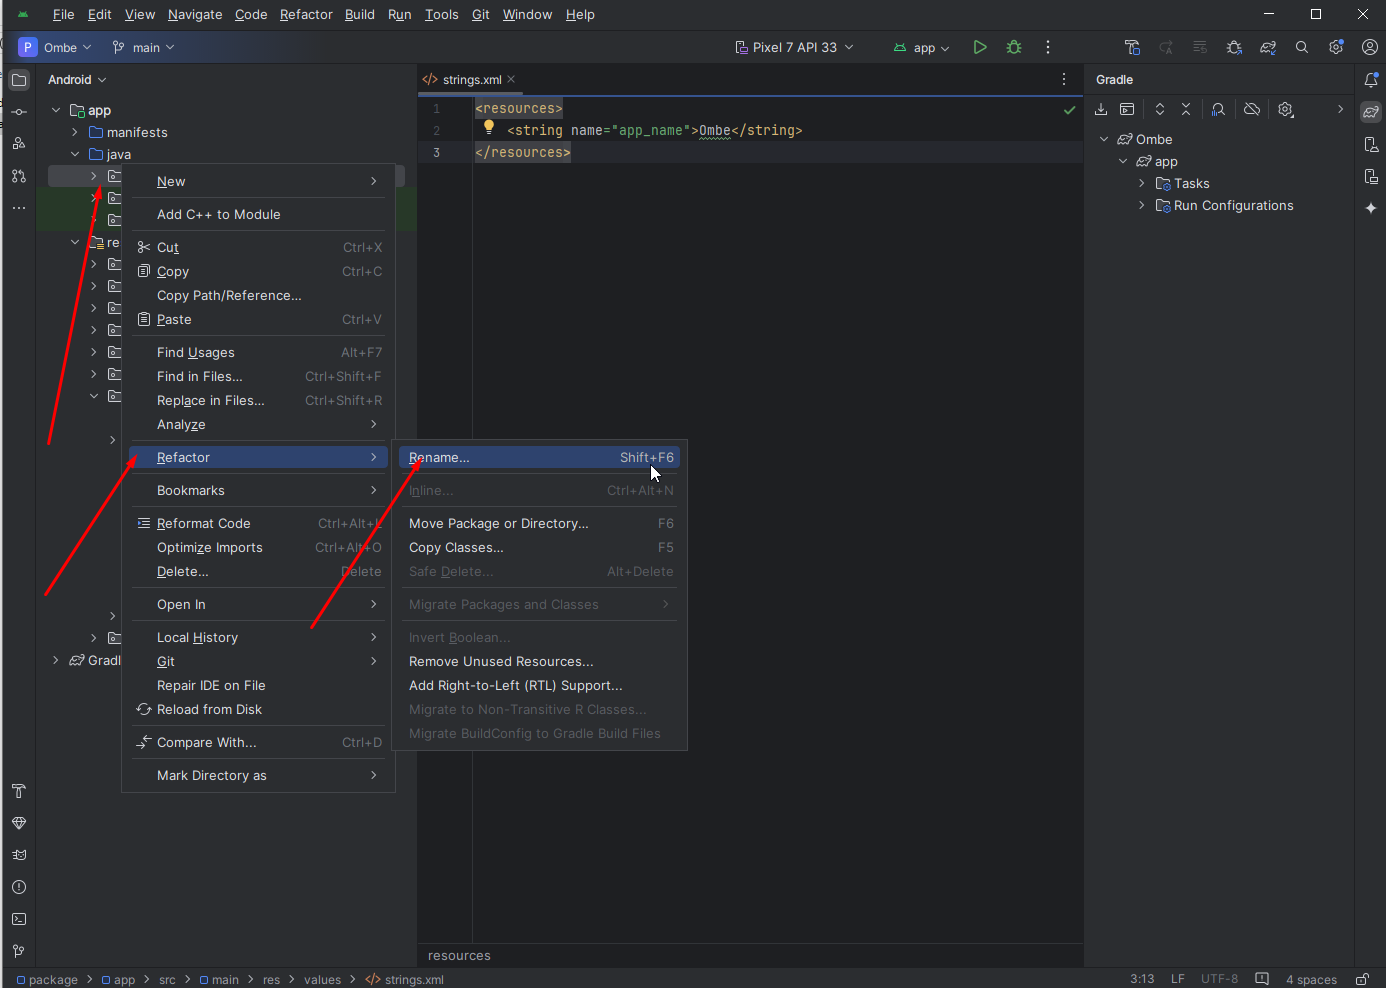 File Edit View Navigate Code Refactor Build Run Tools Git Window Help
P Ombe main Pixel 7 API 33 app
Android
strings.xml
Gradle
app
manifests
java
re
Gradl
1 <resources>
2 <string name="app_name">Ombe</string>
3 </resources>
Ombe
app
Tasks
Run Configurations
New
Add C++ to Module
Cut Ctrl+X
Copy Ctrl+C
Copy Path/Reference...
Paste Ctrl+V
Find Usages Alt+F7
Find in Files... Ctrl+Shift+F
Replace in Files... Ctrl+Shift+R
Analyze
Refactor
Bookmarks
Reformat Code Ctrl+Alt+L
Optimize Imports Ctrl+Alt+O
Delete... Delete
Open In
Local History
Git
Repair IDE on File
Reload from Disk
Compare With... Ctrl+D
Mark Directory as
Rename... Shift+F6
Inline... Ctrl+Alt+N
Move Package or Directory... F6
Copy Classes... F5
Safe Delete... Alt+Delete
Migrate Packages and Classes
Invert Boolean...
Remove Unused Resources...
Add Right-to-Left (RTL) Support...
Migrate to Non-Transitive R Classes...
Migrate BuildConfig to Gradle Build Files
resources
package app src main res values strings.xml 3:13 LF UTF-8 4 spaces